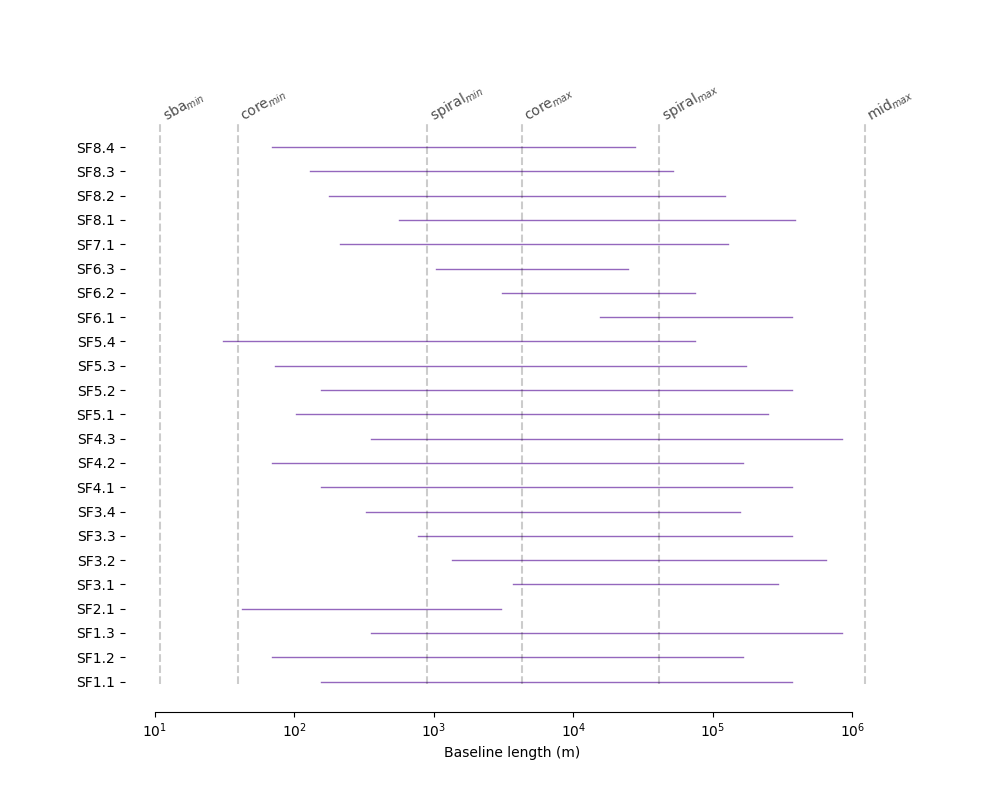 sba_min core_min spiral_min core_max spiral_max mid_max
SF8.4
SF8.3
SF8.2
SF8.1
SF7.1
SF6.3
SF6.2
SF6.1
SF5.4
SF5.3
SF5.2
SF5.1
SF4.3
SF4.2
SF4.1
SF3.4
SF3.3
SF3.2
SF3.1
SF2.1
SF1.3
SF1.2
SF1.1
10^1 10^2 10^3 10^4 10^5 10^6
Baseline length (m)